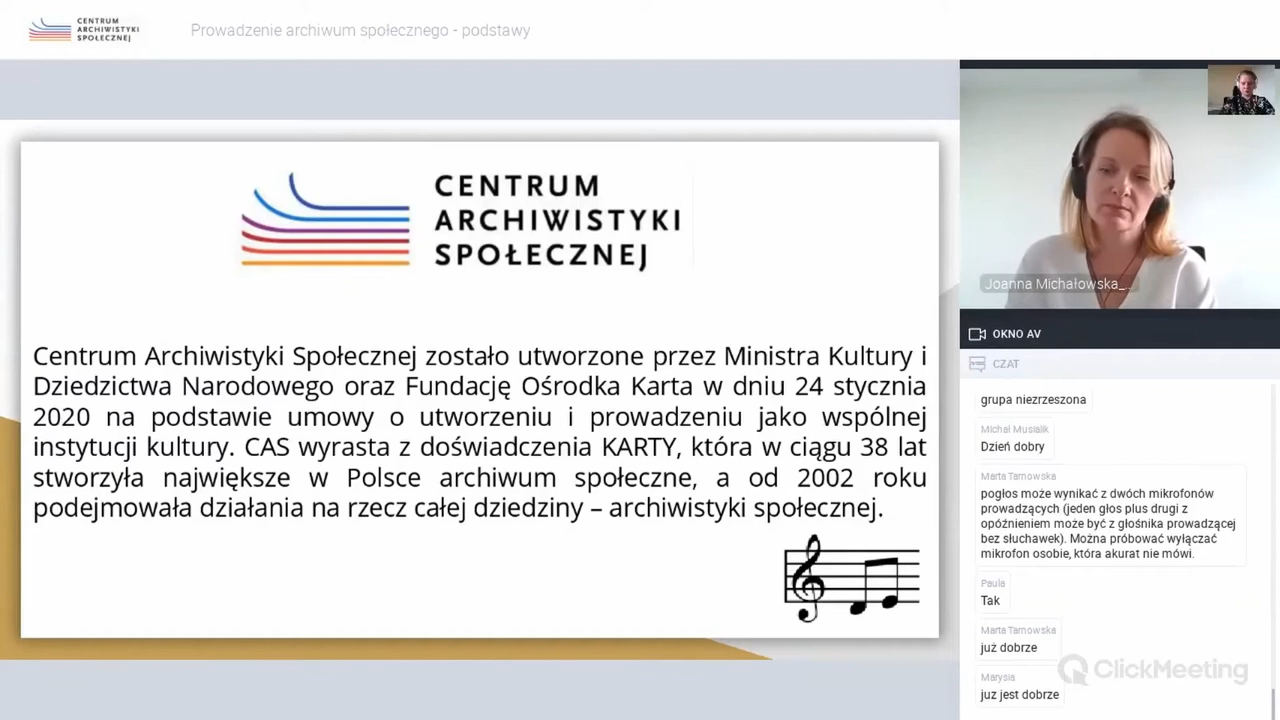 CENTRUM
ARCHIWISTYKI
SPOŁECZNEJ
Prowadzenie archiwum społecznego - podstawy
CENTRUM
ARCHIWISTYKI
SPOŁECZNEJ
Centrum Archiwistyki Społecznej zostało utworzone przez Ministra Kultury i
Dziedzictwa Narodowego oraz Fundację Ośrodka Karta w dniu 24 stycznia
2020 na podstawie umowy o utworzeniu i prowadzeniu jako wspólnej
instytucji kultury. CAS wyrasta z doświadczenia KARTY, która w ciągu 38 lat
stworzyła największe w Polsce archiwum społeczne, a od 2002 roku
podejmowała działania na rzecz całej dziedziny – archiwistyki społecznej.
Joanna Michałowska_...
OKNO AV
CZAT
grupa niezrzeszona
Michał Musialik
Dzień dobry
Marta Tarnowska
pogłos może wynikać z dwóch mikrofonów
prowadzących (jeden głos plus drugi z
opóźnieniem może być z głośnika prowadzącej
bez słuchawek). Można próbować wyłączać
mikrofon osobie, która akurat nie mówi.
Paula
Tak
Marta Tarnowska
już dobrze
Marysia
juz jest dobrze
ClickMeeting